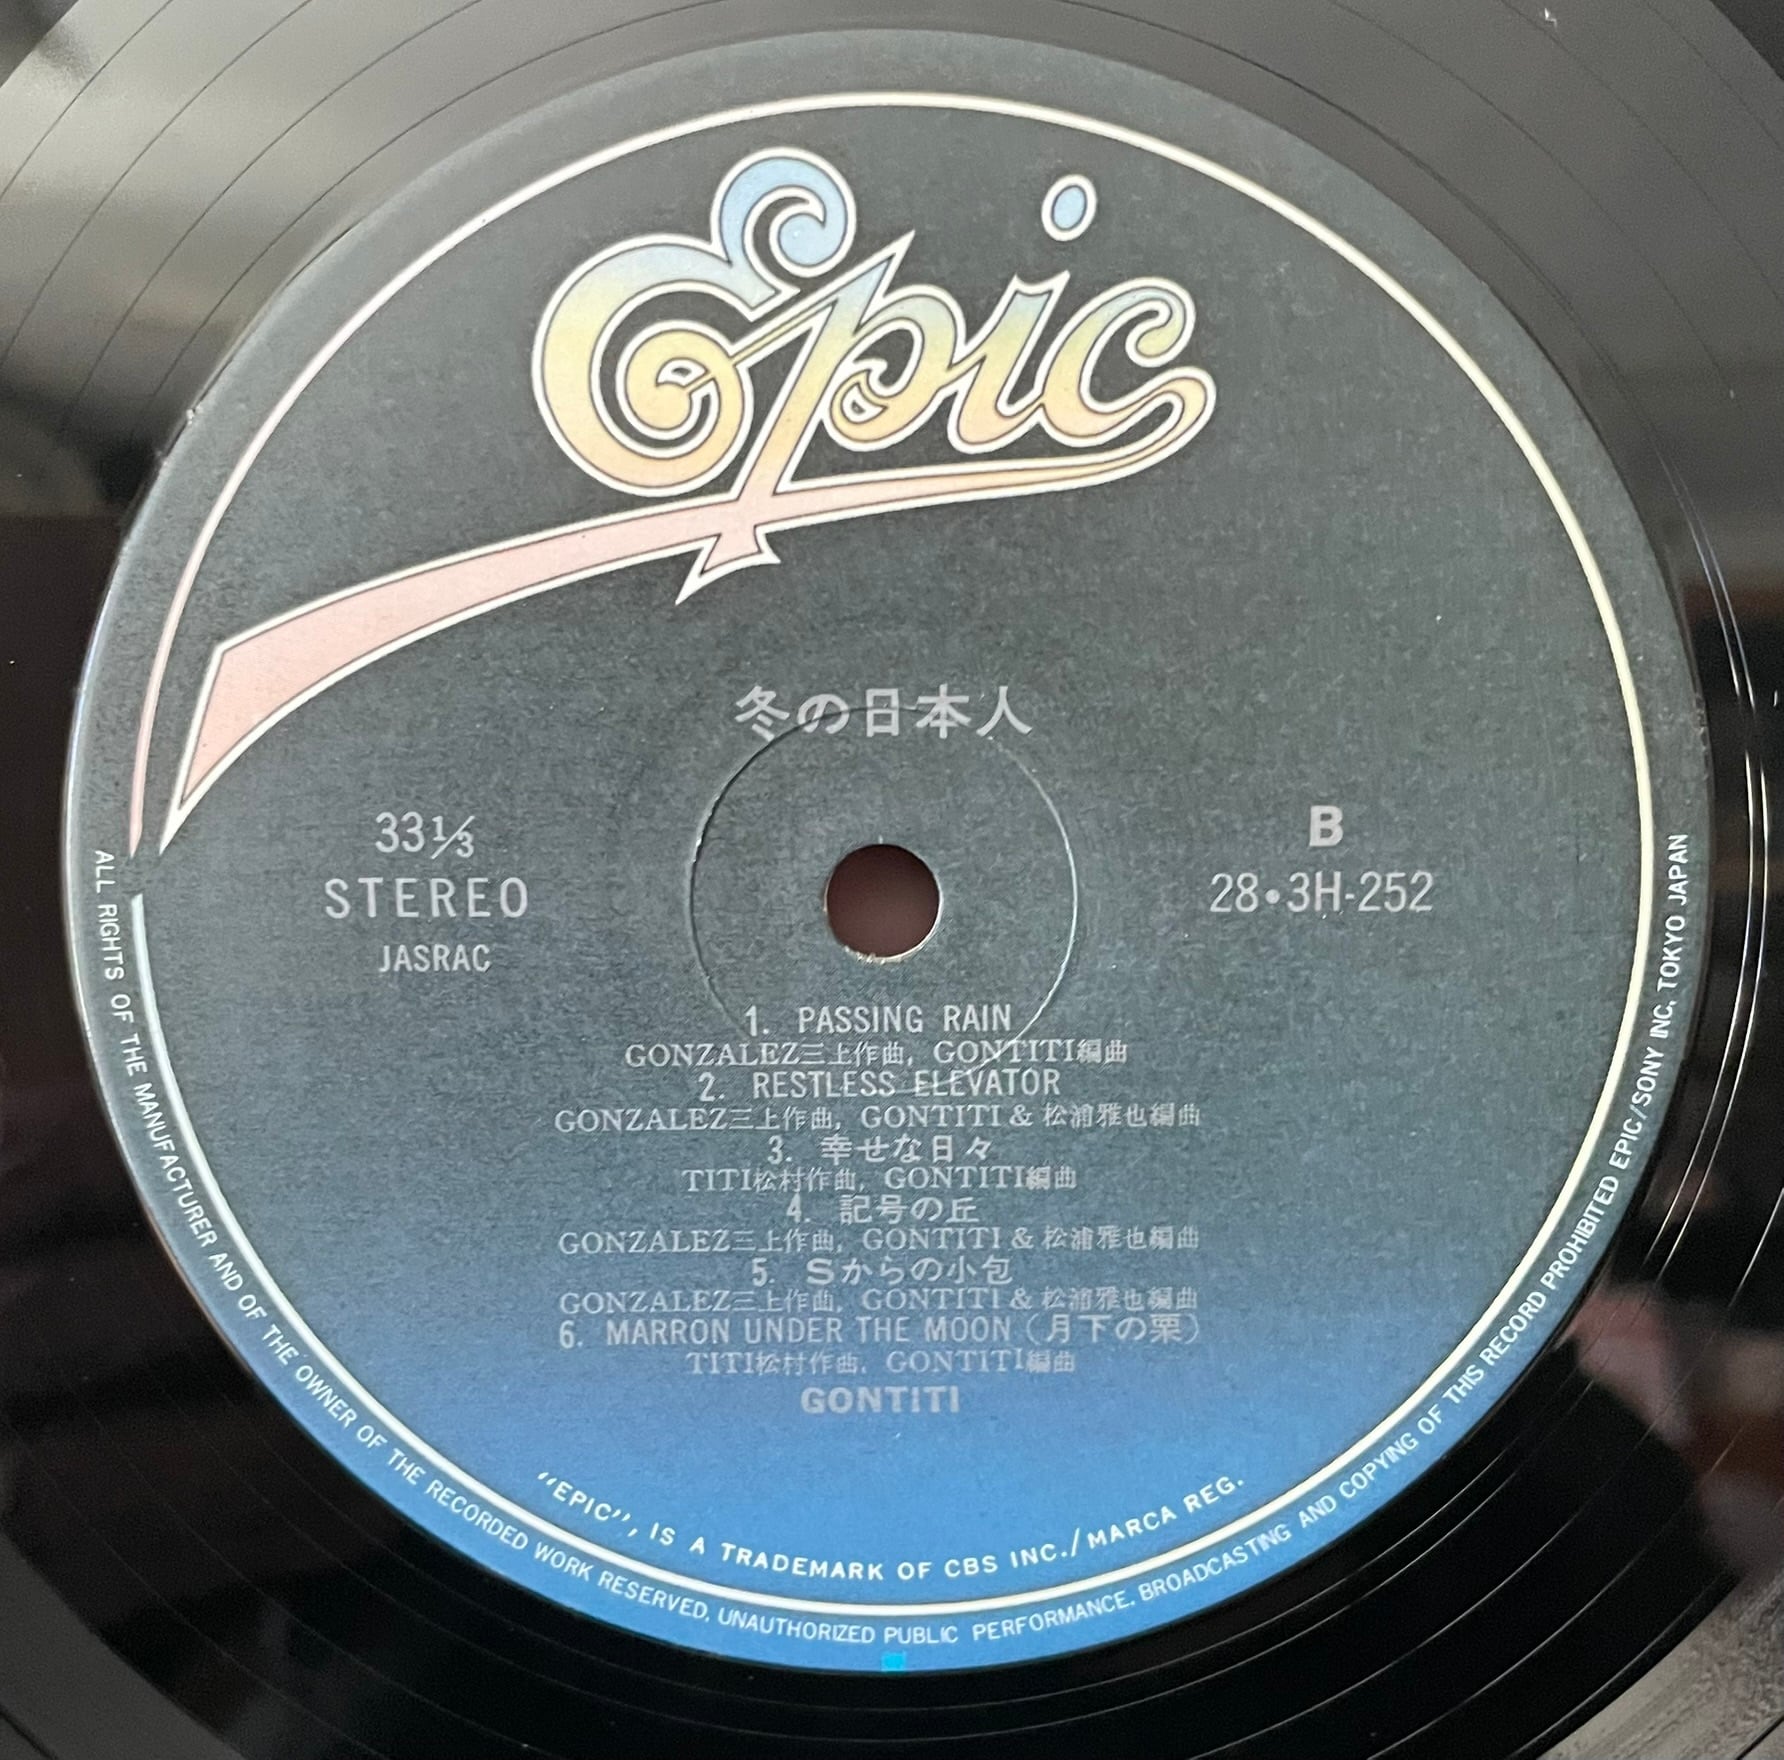 Epic
冬の日本人
33⅓
STEREO
JASRAC
B
28・3H-252
1. PASSING RAIN
GONZALEZ三上作曲, GONTITI編曲
2. RESTLESS ELEVATOR
GONZALEZ三上作曲, GONTITI & 松浦雅也編曲
3. 幸せな日々
TITI松村作曲, GONTITI編曲
4. 記号の丘
GONZALEZ三上作曲, GONTITI & 松浦雅也編曲
5. Sからの小包
GONZALEZ三上作曲, GONTITI & 松浦雅也編曲
6. MARRON UNDER THE MOON (月下の栗)
TITI松村作曲, GONTITI編曲
GONTITI
"EPIC", IS A TRADEMARK OF CBS INC./MARCA REG.
ALL RIGHTS OF THE MANUFACTURER AND OF THE OWNER OF THE RECORDED WORK RESERVED, UNAUTHORIZED PUBLIC PERFORMANCE, BROADCASTING AND COPYING OF THIS RECORD PROHIBITED EPIC/SONY INC, TOKYO JAPAN